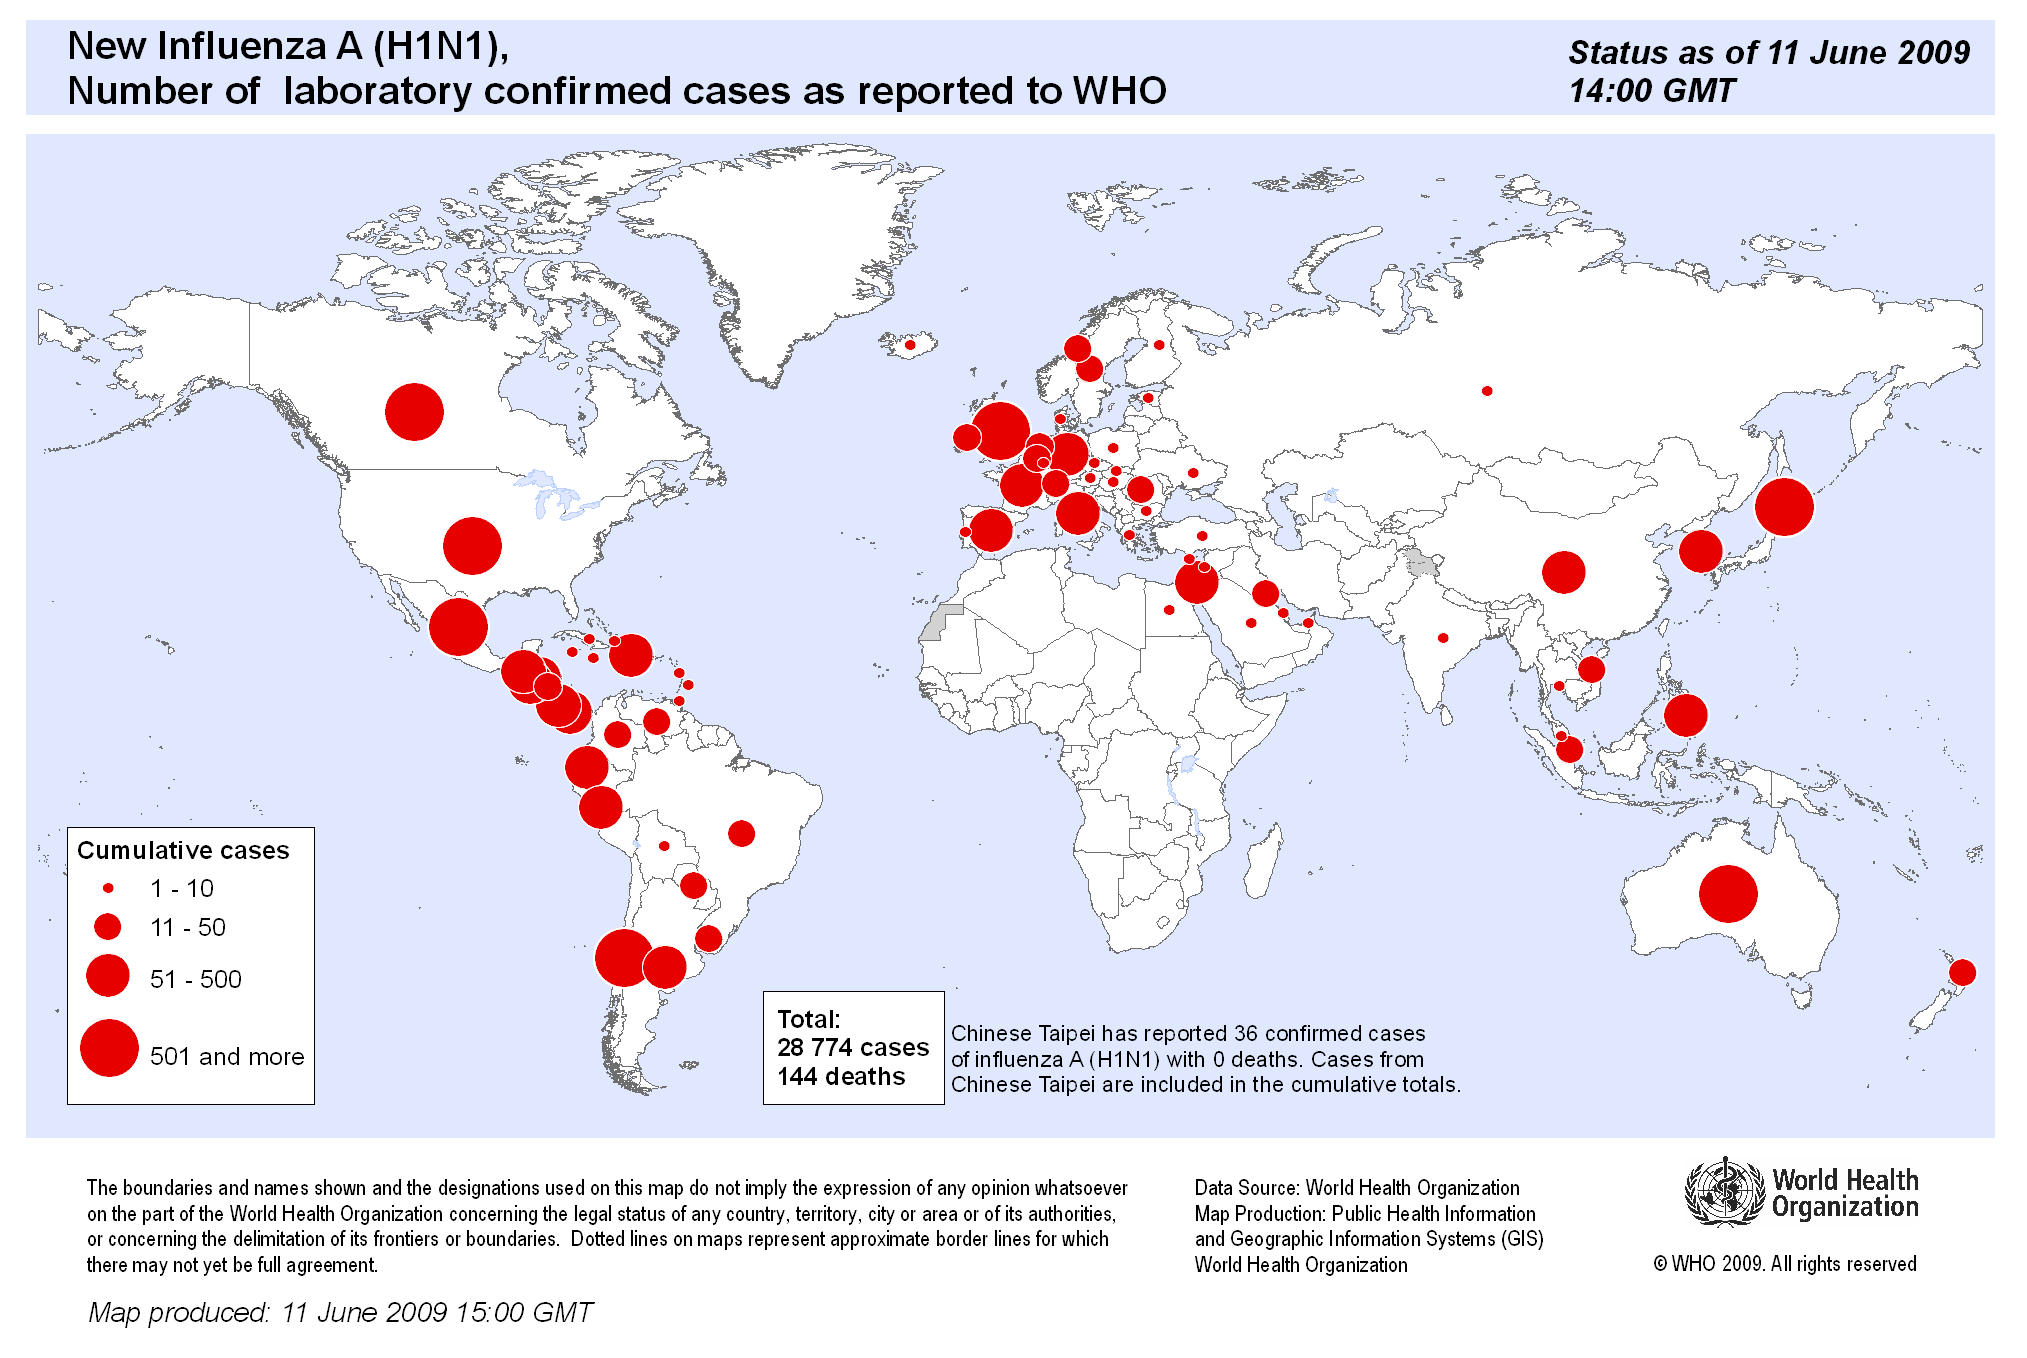 New Influenza A (H1N1),
Number of  laboratory confirmed cases as reported to WHO
Status as of 11 June 2009
14:00 GMT
Cumulative cases
1 - 10
11 - 50
51 - 500
501 and more
Total:
28 774 cases
144 deaths
Chinese Taipei has reported 36 confirmed cases
of influenza A (H1N1) with 0 deaths. Cases from
Chinese Taipei are included in the cumulative totals.
The boundaries and names shown and the designations used on this map do not imply the expression of any opinion whatsoever
on the part of the World Health Organization concerning the legal status of any country, territory, city or area or of its authorities,
or concerning the delimitation of its frontiers or boundaries.  Dotted lines on maps represent approximate border lines for which
there may not yet be full agreement.
Data Source: World Health Organization
Map Production: Public Health Information
and Geographic Information Systems (GIS)
World Health Organization
World Health
Organization
© WHO 2009. All rights reserved
Map produced: 11 June 2009 15:00 GMT